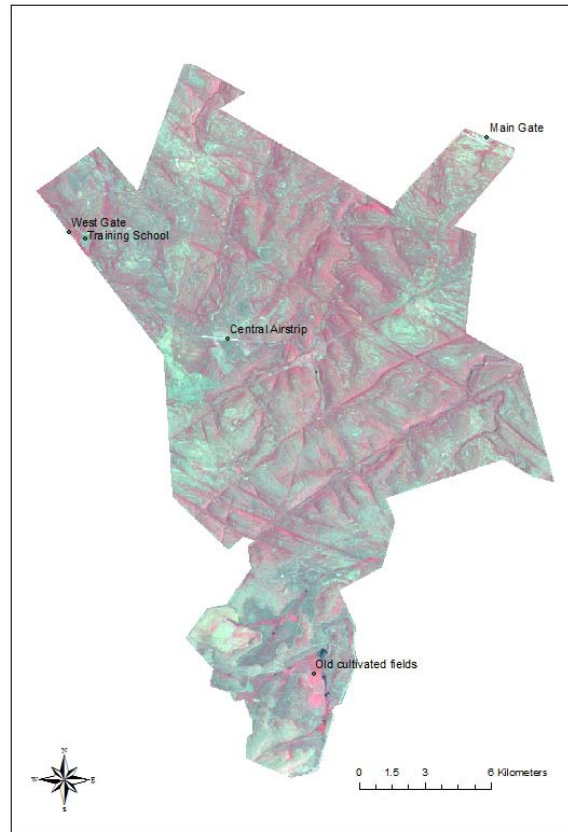 Main Gate
West Gate
Training School
Central Airstrip
Old cultivated fields
N
W E
S
0 1.5 3 6 Kilometers